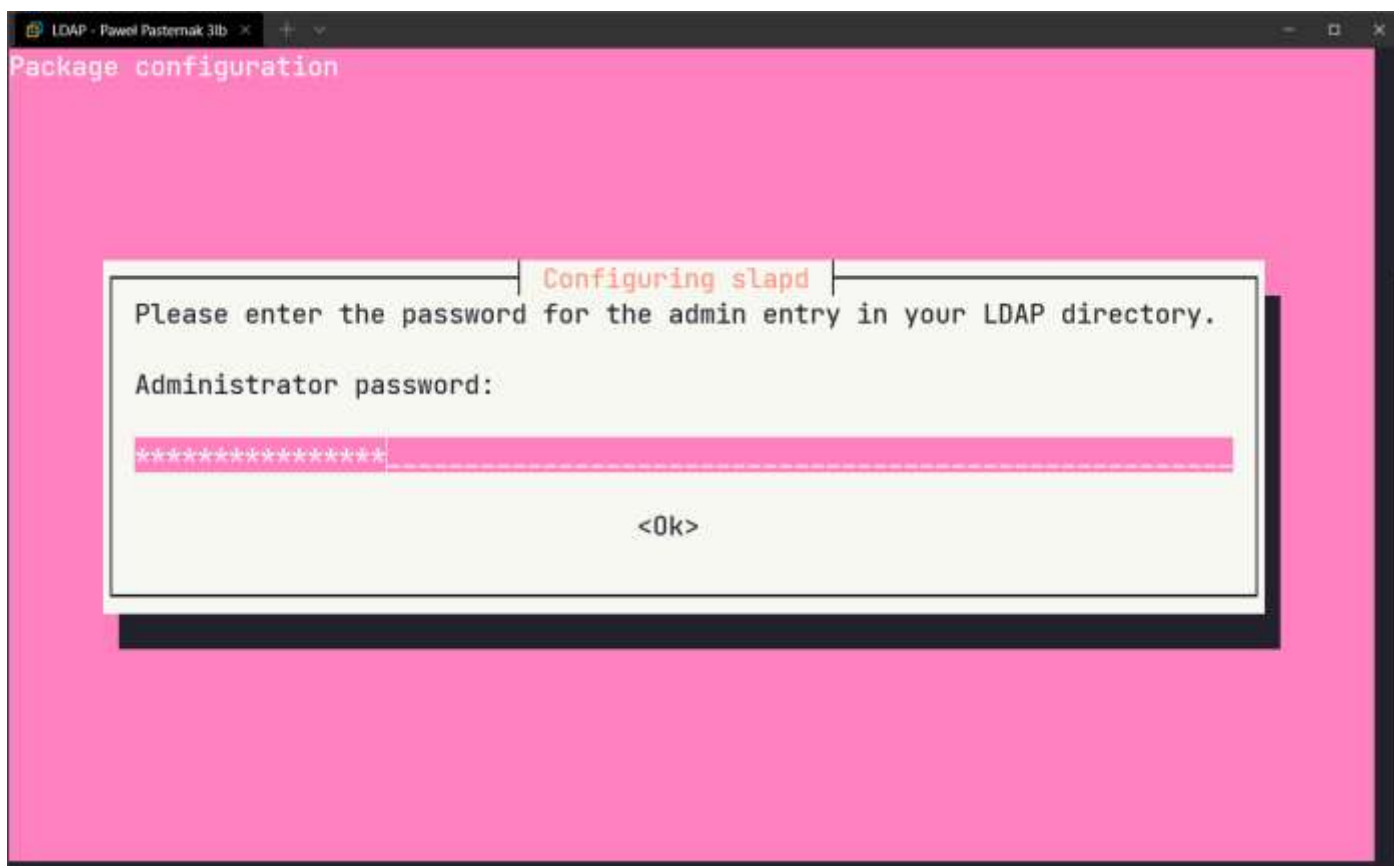 LDAP - Paweł Pasternak 3lb
Package configuration
Configuring slapd
Please enter the password for the admin entry in your LDAP directory.
Administrator password:
****************
<Ok>